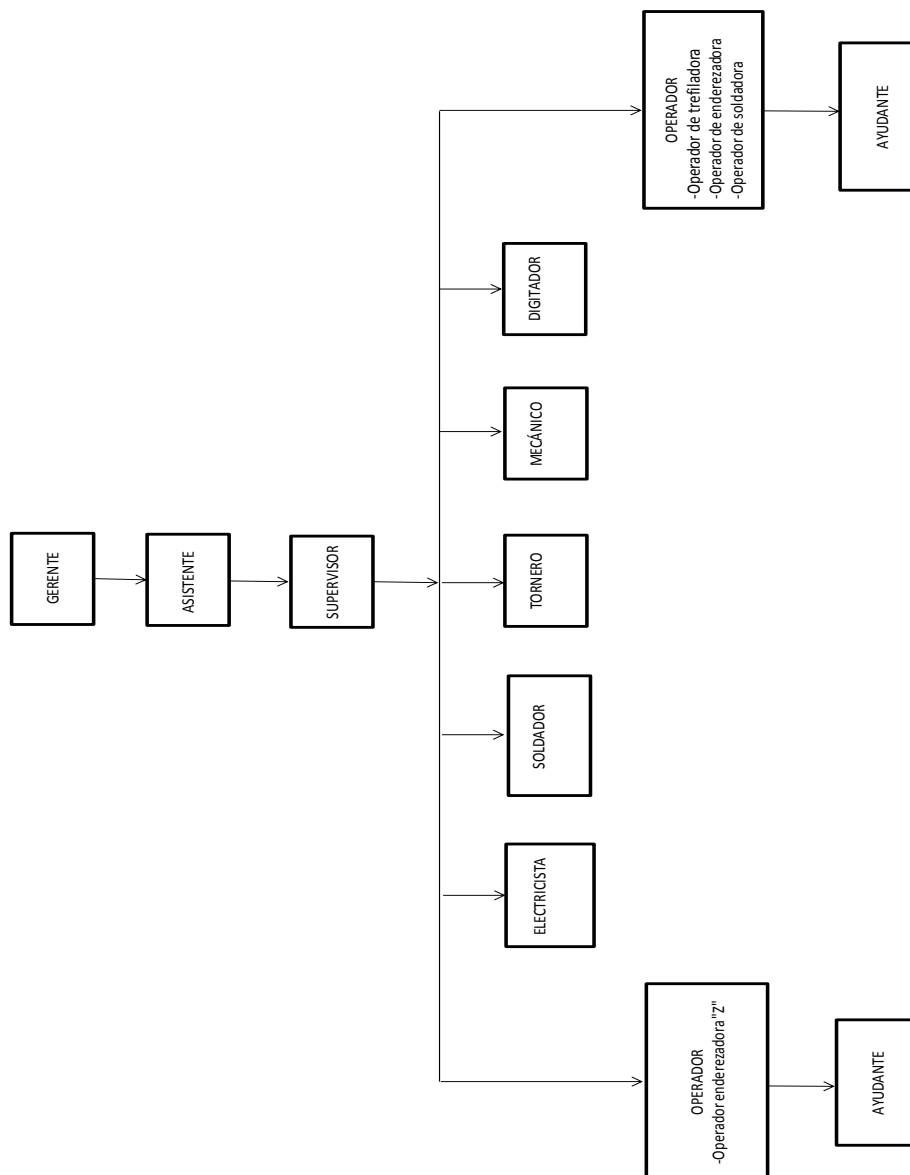 GERENTE
ASISTENTE
SUPERVISOR
ELECTRICISTA
SOLDADOR
TORNERO
MECÁNICO
DIGITADOR
OPERADOR
-Operador enderezadora "Z"
AYUDANTE
OPERADOR
-Operador de trefiladora
-Operador de enderezadora
-Operador de soldadora
AYUDANTE